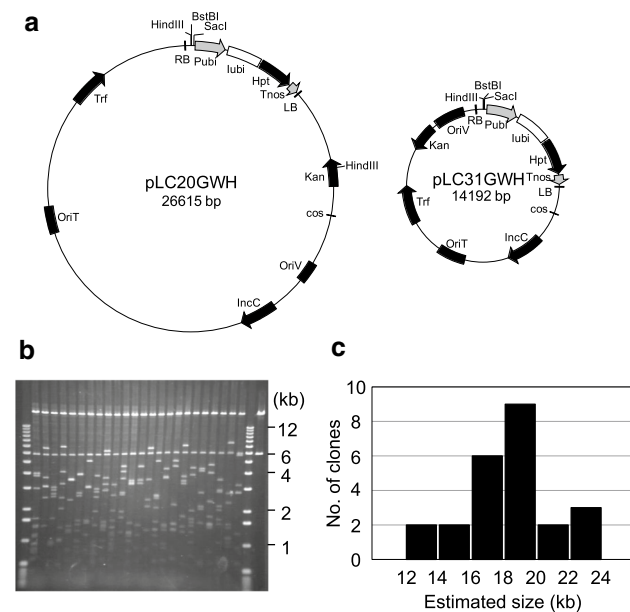 a
BstBI
HindIII
SacI
RB
PubI
Iubi
Hpt
Tnos
LB
Trf
HindIII
Kan
pLC20GWH
26615 bp
cos
OriT
OriV
IncC
BstBI
HindIII
SacI
OriV
RB
PubI
Iubi
Kan
Hpt
pLC31GWH
Tnos
14192 bp
LB
cos
Trf
IncC
OriT
b
(kb)
12
6
4
2
1
c
No. of clones
10
8
6
4
2
0
12 14 16 18 20 22 24
Estimated size (kb)